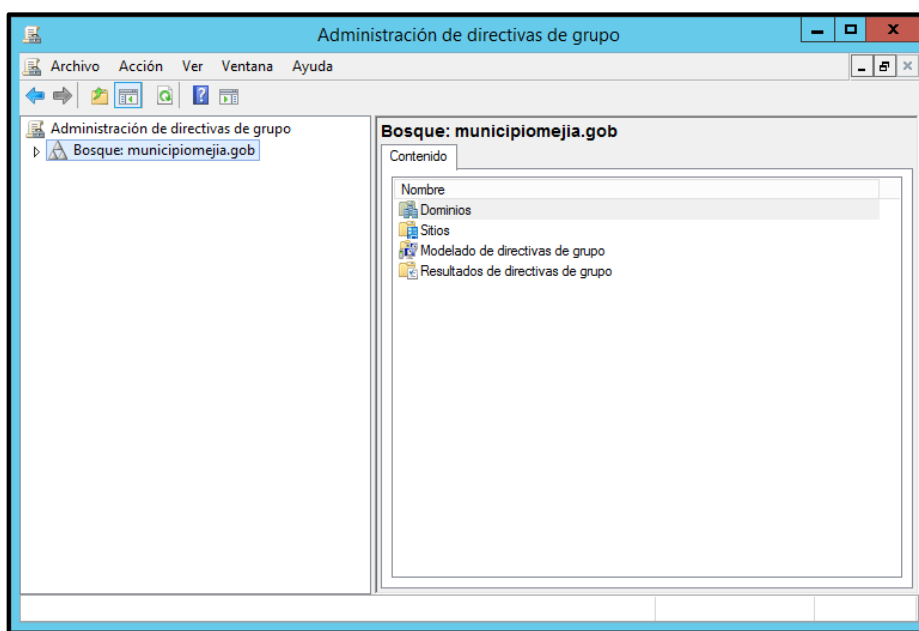 Administración de directivas de grupo
Archivo Acción Ver Ventana Ayuda
Administración de directivas de grupo
Bosque: municipiomejia.gob
Bosque: municipiomejia.gob
Contenido
Nombre
Dominios
Sitios
Modelado de directivas de grupo
Resultados de directivas de grupo